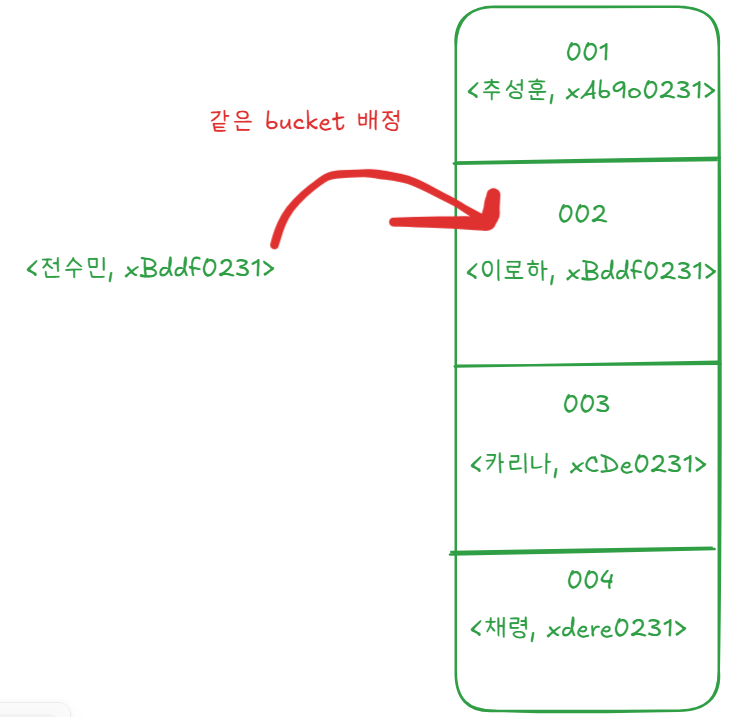 001
<추성훈, xAb9o0231>
같은 bucket 배정
002
<전수민, xBddf0231>
<이로하, xBddf0231>
003
<카리나, xCDe0231>
004
<채령, xdere0231>